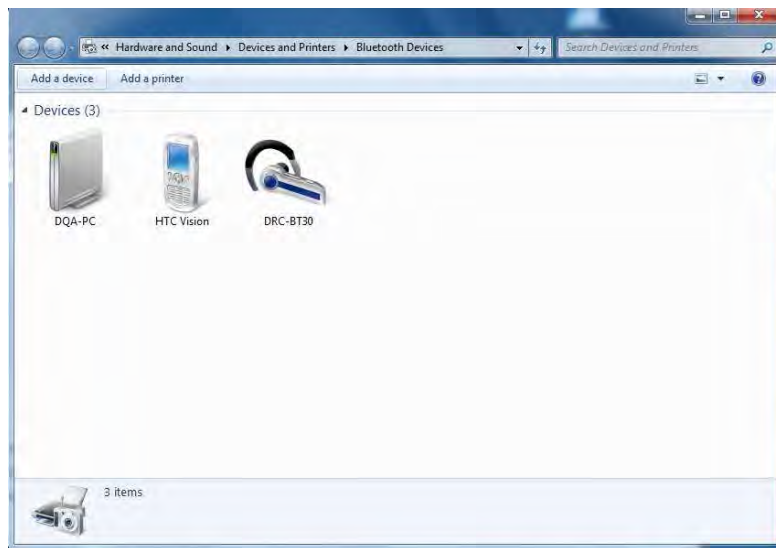 « Hardware and Sound ▸ Devices and Printers ▸ Bluetooth Devices
Search Devices and Printers
Add a device Add a printer
Devices (3)
DQA-PC HTC Vision DRC-BT30
3 items